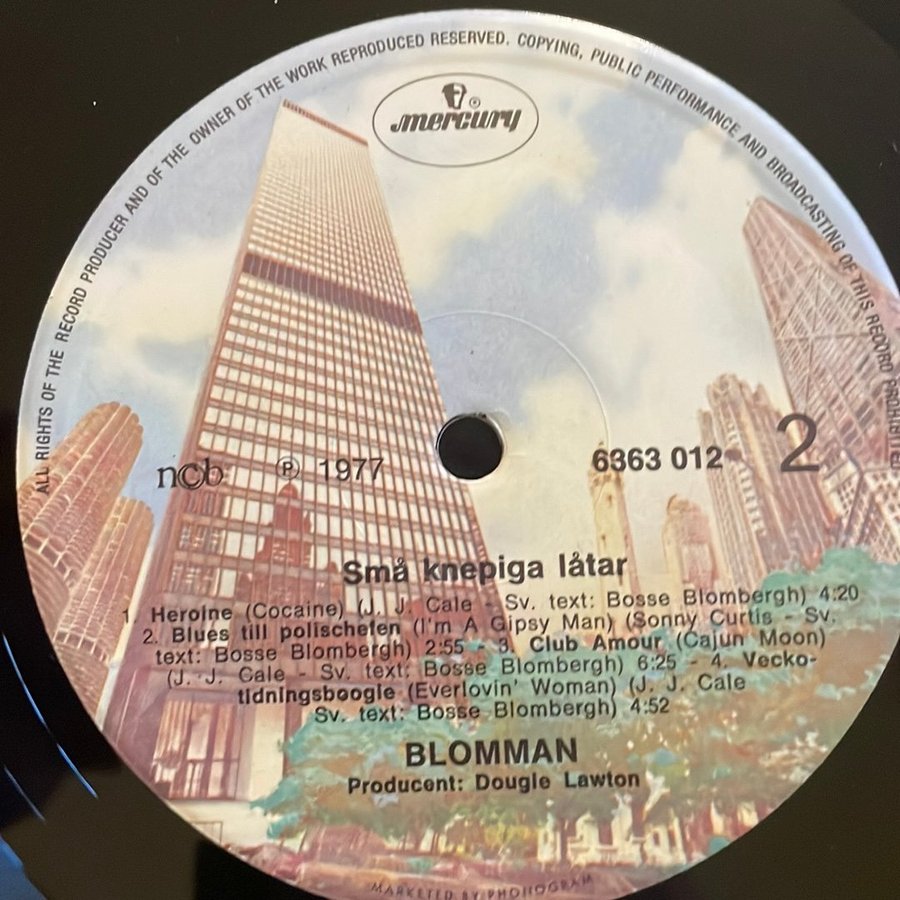 ALL RIGHTS OF THE RECORD PRODUCER AND OF THE OWNER OF THE WORK REPRODUCED RESERVED. COPYING, PUBLIC PERFORMANCE AND BROADCASTING OF THIS RECORD PROHIBITED
mercury ®
ncb ℗ 1977 6363 012 2
Små knepiga låtar
1. Heroine (Cocaine) (J. J. Cale - Sv. text: Bosse Blombergh) 4:20
2. Blues till polischefen (I'm A Gipsy Man) (Sonny Curtis - Sv.
text: Bosse Blombergh) 2:55 - 3. Club Amour (Cajun Moon)
(J. J. Cale - Sv. text: Bosse Blombergh) 6:25 - 4. Vecko-
tidningsboogie (Everlovin' Woman) (J. J. Cale
Sv. text: Bosse Blombergh) 4:52
BLOMMAN
Producent: Dougie Lawton
MARKETED BY PHONOGRAM